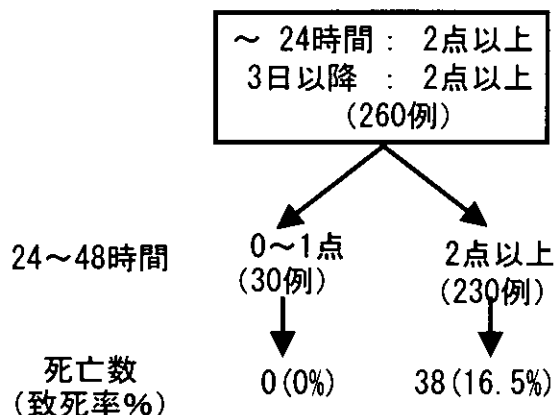 ～ 24時間 : 2点以上
3日以降 : 2点以上
(260例)
24～48時間
0～1点
(30例)
2点以上
(230例)
死亡数
(致死率%)
0(0%)
38(16.5%)